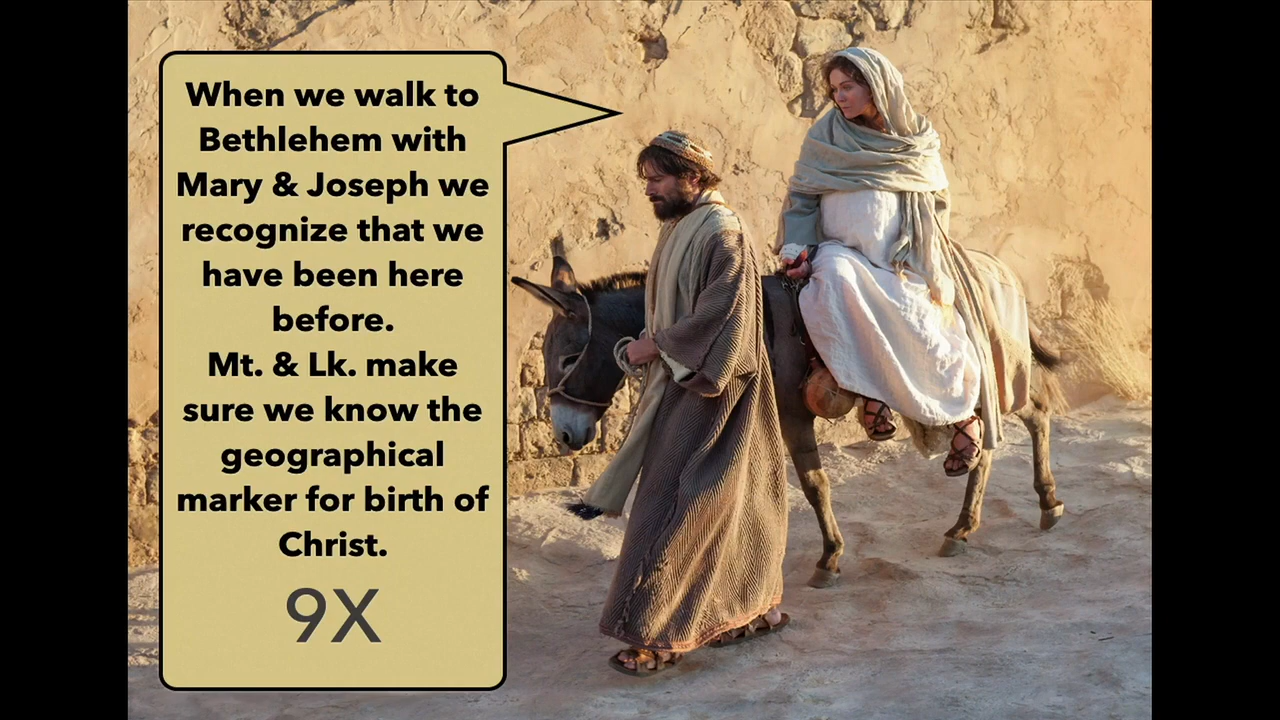 When we walk to
Bethlehem with
Mary & Joseph we
recognize that we
have been here
before.
Mt. & Lk. make
sure we know the
geographical
marker for birth of
Christ.
9X